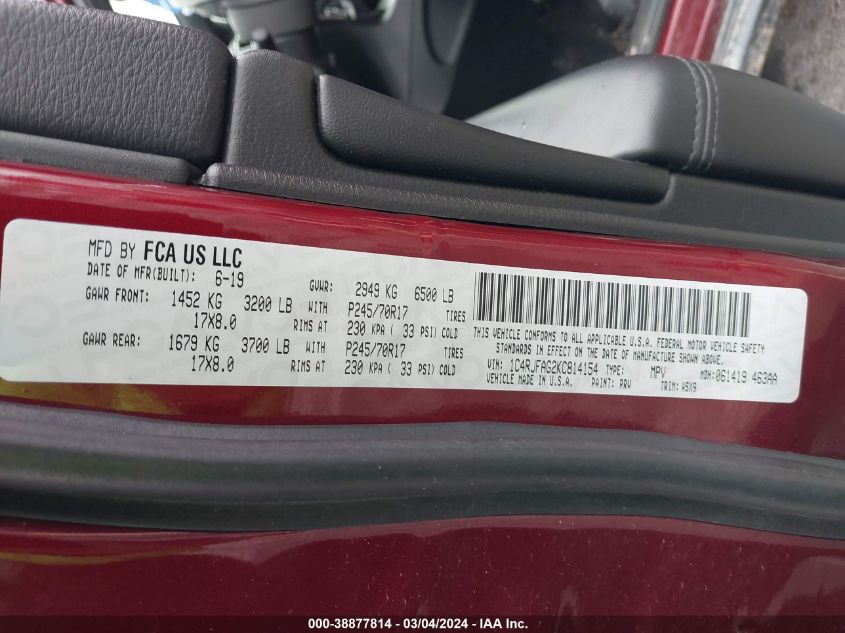 MFD BY FCA US LLC
DATE OF MFR(BUILT): 6-19 GVWR: 2949 KG 6500 LB
GAWR FRONT: 1452 KG 3200 LB WITH P245/70R17 TIRES
17X8.0 RIMS AT 230 KPA ( 33 PSI) COLD
GAWR REAR: 1679 KG 3700 LB WITH P245/70R17 TIRES
17X8.0 RIMS AT 230 KPA ( 33 PSI) COLD
THIS VEHICLE CONFORMS TO ALL APPLICABLE U.S.A. FEDERAL MOTOR VEHICLE SAFETY
STANDARDS IN EFFECT ON THE DATE OF MANUFACTURE SHOWN ABOVE.
VIN: 1C4RJFAG2KC814154 TYPE: MPV MDH: 061419 463AA
MADE IN U.S.A. PAINT: PRV TRIM: A5X9
000-38877814 - 03/04/2024 - IAA Inc.